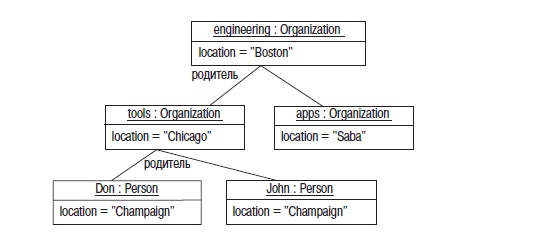 engineering : Organization
location = "Boston"
родитель
tools : Organization
location = "Chicago"
apps : Organization
location = "Saba"
родитель
Don : Person
location = "Champaign"
John : Person
location = "Champaign"